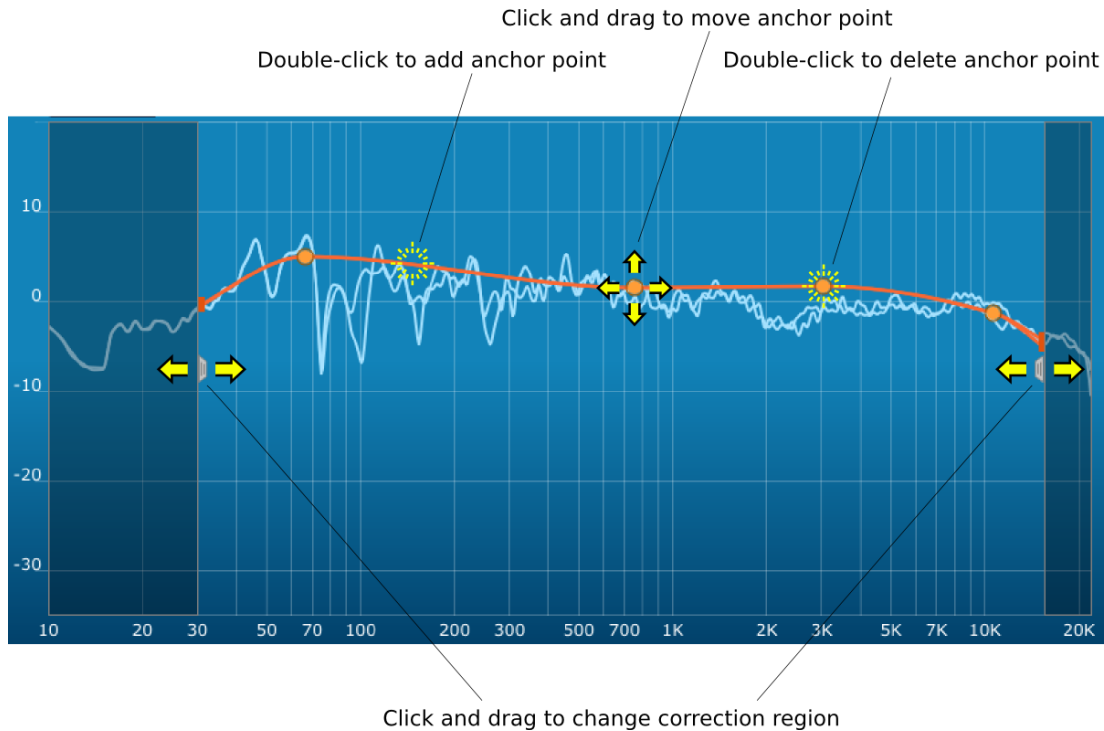 Click and drag to move anchor point
Double-click to add anchor point
Double-click to delete anchor point
10
0
-10
-20
-30
10 20 30 50 70 100 200 300 500 700 1K 2K 3K 5K 7K 10K 20K
Click and drag to change correction region